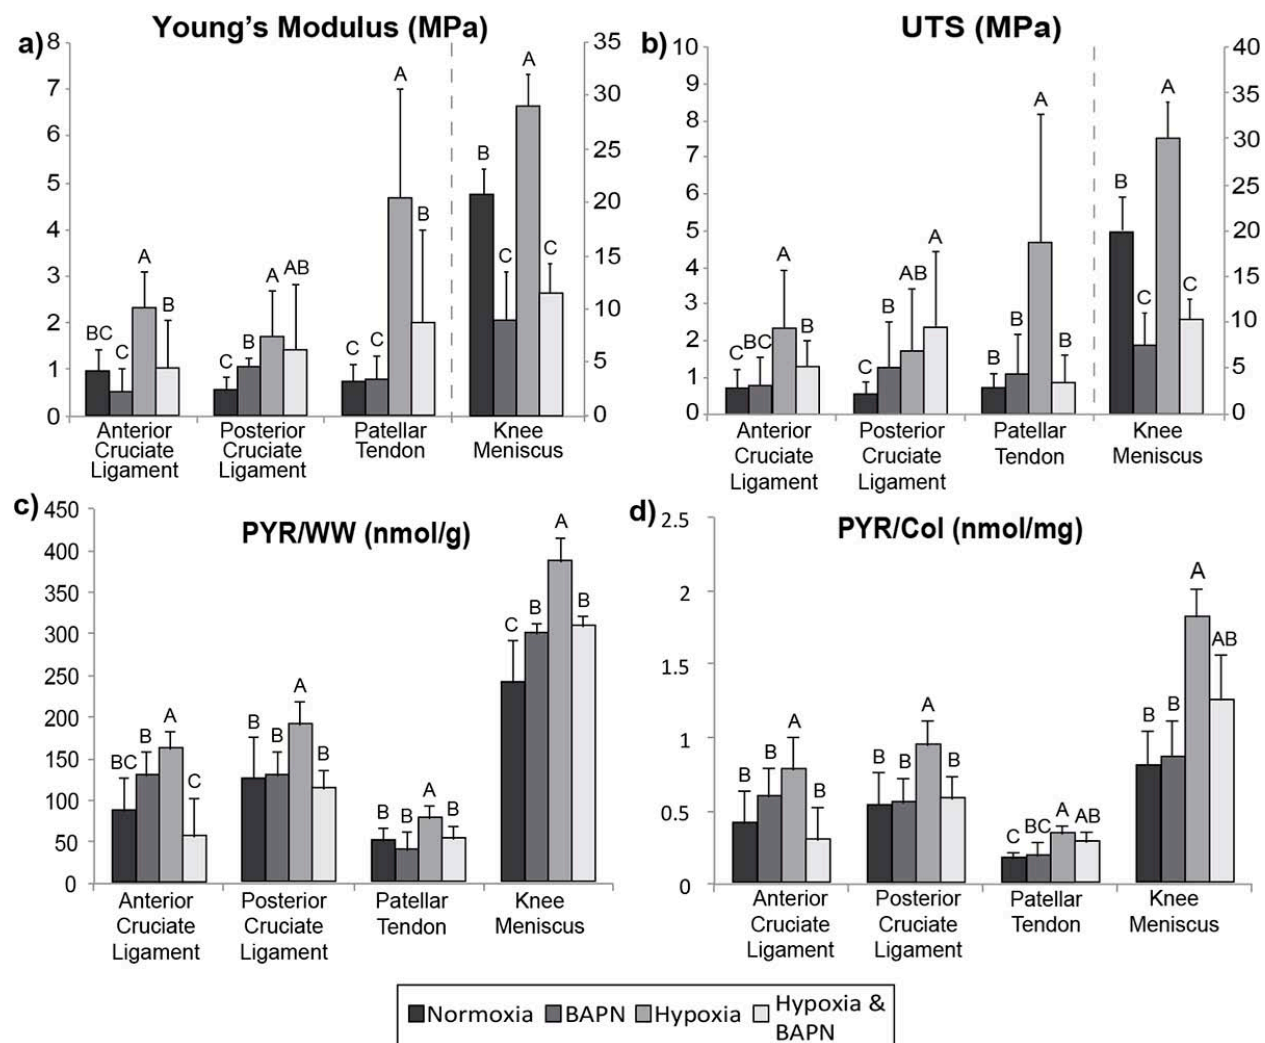 a)
Young's Modulus (MPa)
8
7
6
5
4
3
2
1
0
35
30
25
20
15
10
5
0
BC
C
A
B
C
B
A
AB
C
C
A
B
B
C
A
C
Anterior
Cruciate
Ligament
Posterior
Cruciate
Ligament
Patellar
Tendon
Knee
Meniscus
b)
UTS (MPa)
10
9
8
7
6
5
4
3
2
1
0
40
35
30
25
20
15
10
5
0
C
BC
A
B
C
B
AB
A
B
B
A
B
B
C
A
C
Anterior
Cruciate
Ligament
Posterior
Cruciate
Ligament
Patellar
Tendon
Knee
Meniscus
c)
PYR/WW (nmol/g)
450
400
350
300
250
200
150
100
50
0
BC
B
A
C
B
B
A
B
B
B
A
B
C
B
A
B
Anterior
Cruciate
Ligament
Posterior
Cruciate
Ligament
Patellar
Tendon
Knee
Meniscus
d)
PYR/Col (nmol/mg)
2.5
2
1.5
1
0.5
0
B
B
A
B
B
B
A
B
C
BC
A
AB
B
B
A
AB
Anterior
Cruciate
Ligament
Posterior
Cruciate
Ligament
Patellar
Tendon
Knee
Meniscus
Normoxia
BAPN
Hypoxia
Hypoxia &
BAPN